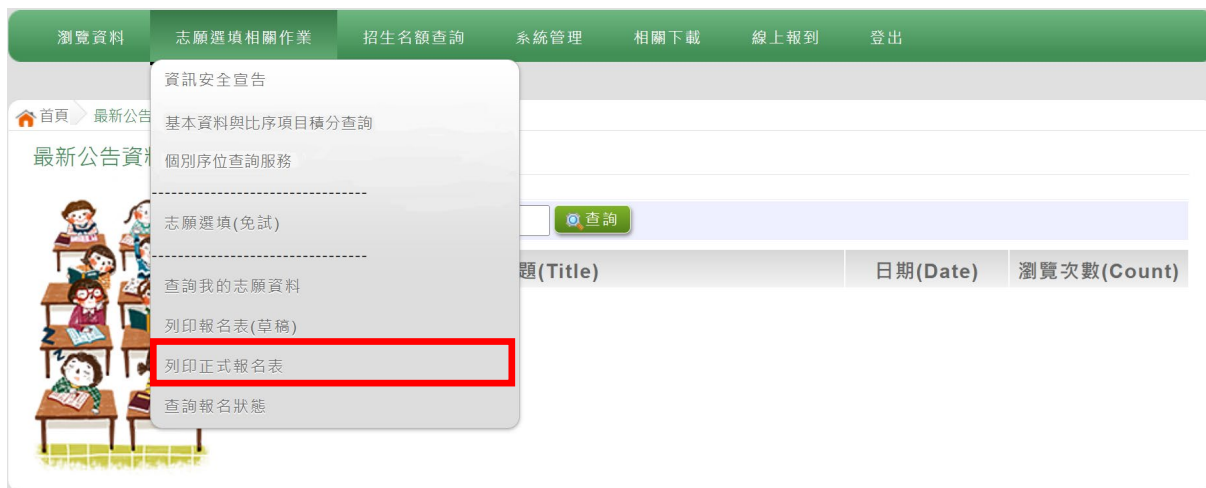 瀏覽資料 志願選填相關作業 招生名額查詢 系統管理 相關下載 線上報到 登出
資訊安全宣告
首頁 最新公告
基本資料與比序項目積分查詢
最新公告資
個別序位查詢服務
---------------------------------
志願選填(免試)
查詢
---------------------------------
題(Title) 日期(Date) 瀏覽次數(Count)
查詢我的志願資料
列印報名表(草稿)
列印正式報名表
查詢報名狀態